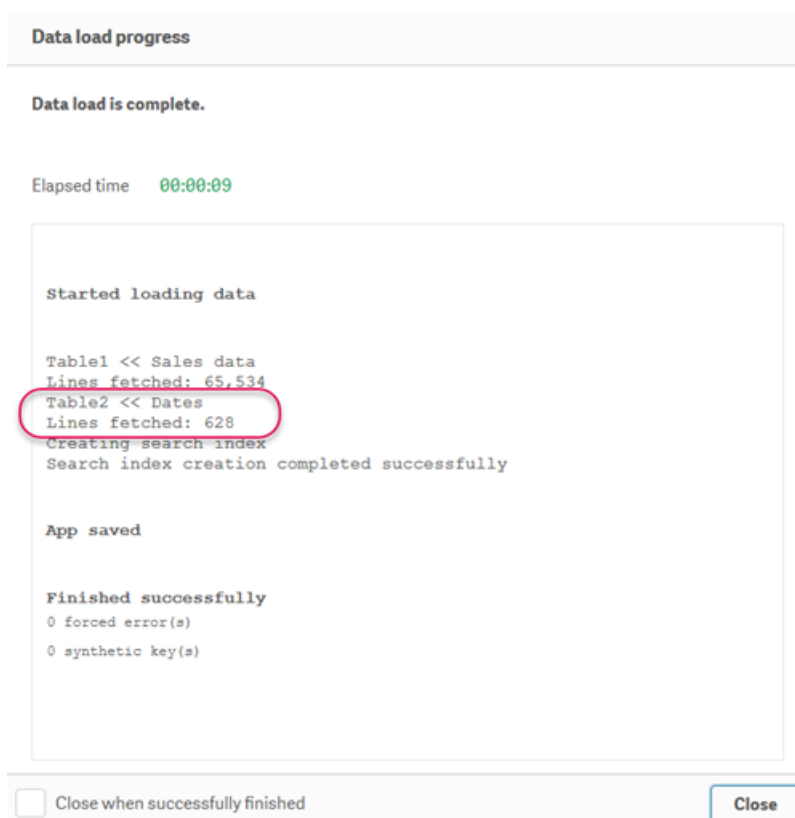 Data load progress
Data load is complete.
Elapsed time 00:00:09
Started loading data
Table1 << Sales data
Lines fetched: 65,534
Table2 << Dates
Lines fetched: 628
Creating search index
Search index creation completed successfully
App saved
Finished successfully
0 forced error(s)
0 synthetic key(s)
Close when successfully finished
Close